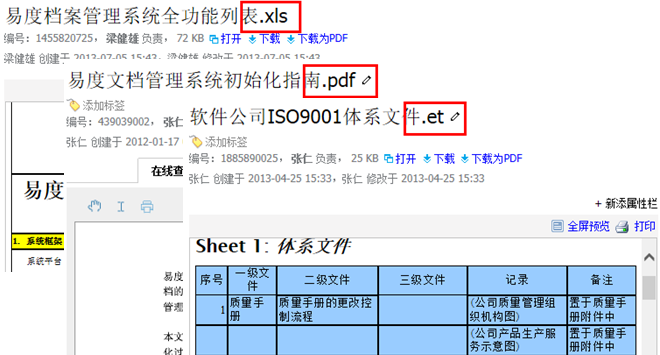 易度档案管理系统全功能列表.xls
编号: 1455820725, 梁健雄 负责, 72 KB 打开 下载 下载为PDF
梁健雄 创建于 2013-07-05 15:43, 梁健雄 修改于 2013-07-05 15:43
易度文档管理系统初始化指南.pdf
添加标签
编号: 439039002, 张仁
张仁 创建于 2012-01-17
在线查
软件公司ISO9001体系文件.et
添加标签
编号: 1885890025, 张仁 负责, 25 KB 打开 下载 下载为PDF
张仁 创建于 2013-04-25 15:33, 张仁 修改于 2013-04-25 15:33
+ 新添属性栏
全屏预览 打印
易度
1. 系统框架
系统平台
易度
档的
管理
本文
化过
Sheet 1: 体系文件
序号 一级文件 二级文件 三级文件 记录 备注
1 质量手册 质量手册的更改控制流程 (公司质量管理组织机构图) 置于质量手册附件中
(公司产品生产服务示意图) 置于质量手册附件中